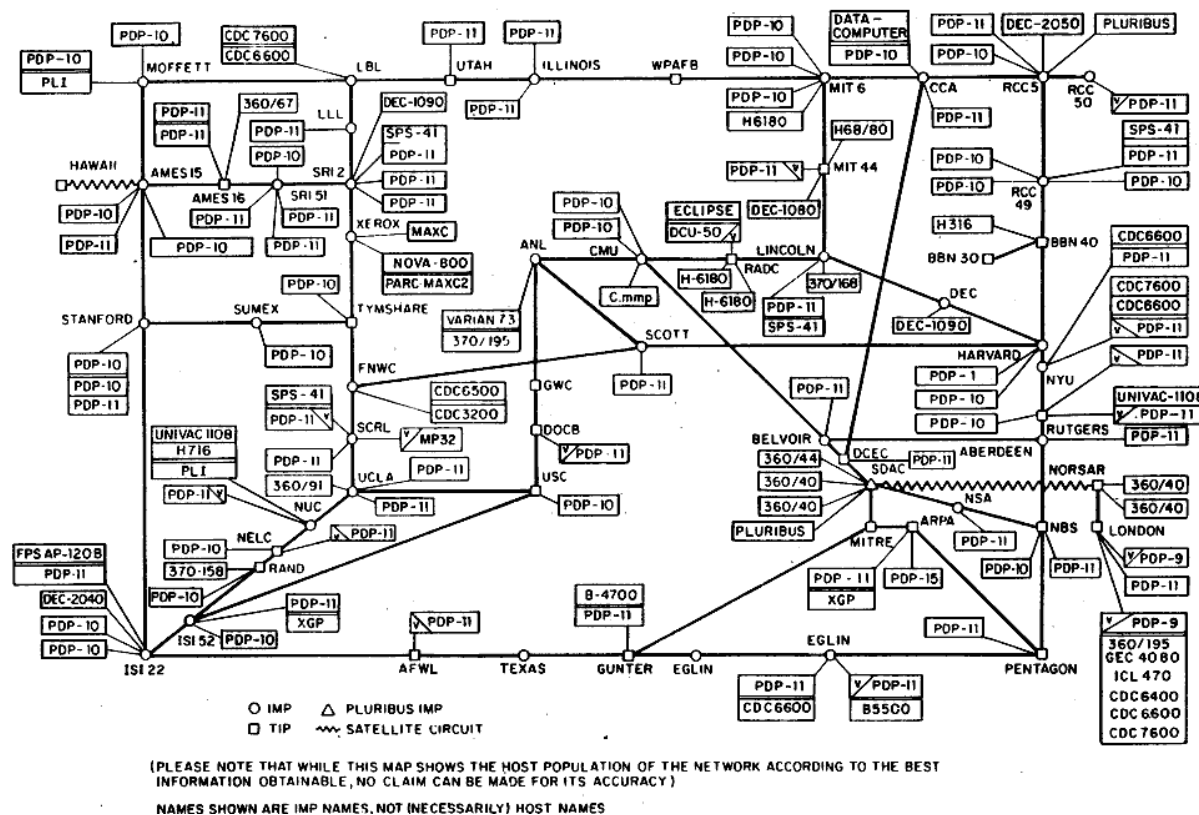 PDP-10
CDC 7600
CDC 6600
PDP-11
PDP-11
PDP-10
PDP-10
DATA-
COMPUTER
PDP-10
PDP-11
PDP-10
DEC-2050
PLURIBUS
PDP-10
PLI
MOFFETT
LBL
UTAH
ILLINOIS
WPAFB
MIT 6
CCA
RCC 5
RCC
50
PDP-11
PDP-11
PDP-11
360/67
LLL
PDP-11
DEC-1090
PDP-11
PDP-10
H6180
PDP-11
V PDP-11
SPS-41
PDP-11
PDP-10
SPS-41
PDP-11
PDP-11
PDP-11
H68/80
PDP-11 V
MIT 44
DEC-1080
PDP-10
PDP-10
RCC
49
PDP-10
HAWAII
AMES 15
AMES 16
SRI 51
SRI 2
PDP-10
PDP-11
PDP-10
PDP-11
PDP-11
XEROX
MAXC
NOVA-800
PARC-MAXC2
PDP-10
PDP-10
ECLIPSE
DCU-50 V
ANL
CMU
RADC
LINCOLN
H-6180
H-6180
C.mmp
370/168
PDP-11
SPS-41
H316
BBN 40
BBN 30
CDC6600
PDP-11
CDC7600
CDC6600
V PDP-11
V PDP-11
DEC
DEC-1090
STANFORD
SUMEX
TYMSHARE
PDP-10
PDP-10
PDP-10
PDP-10
PDP-11
VARIAN 73
370/195
SCOTT
PDP-11
HARVARD
PDP-1
PDP-10
PDP-10
NYU
UNIVAC-1108
V PDP-11
RUTGERS
PDP-11
FNWC
CDC6500
CDC3200
GWC
SPS-41
PDP-11 V
SCRL
V MP32
DOCB
V PDP-11
PDP-11
UNIVAC 1108
H716
PLI
PDP-11 V
PDP-11
360/91
UCLA
PDP-11
PDP-11
USC
PDP-10
BELVOIR
DCEC
PDP-11
ABERDEEN
360/44
360/40
360/40
PLURIBUS
SDAC
NORSAR
360/40
360/40
NSA
PDP-11
NUC
NELC
PDP-10
V PDP-11
370-158
RAND
PDP-10
MITRE
ARPA
PDP-11
XGP
PDP-15
NBS
PDP-10
PDP-11
LONDON
V PDP-9
PDP-11
FPS AP-120B
PDP-11
DEC-2040
PDP-10
PDP-10
PDP-11
XGP
ISI 52
PDP-10
V PDP-11
B-4700
PDP-11
PDP-11
V PDP-9
360/195
GEC 4080
ICL 470
CDC6400
CDC6600
CDC7600
ISI 22
AFWL
TEXAS
GUNTER
EGLIN
EGLIN
PENTAGON
PDP-11
CDC6600
V PDP-11
B5500
IMP
PLURIBUS IMP
TIP
SATELLITE CIRCUIT
(PLEASE NOTE THAT WHILE THIS MAP SHOWS THE HOST POPULATION OF THE NETWORK ACCORDING TO THE BEST
INFORMATION OBTAINABLE, NO CLAIM CAN BE MADE FOR ITS ACCURACY)
NAMES SHOWN ARE IMP NAMES, NOT (NECESSARILY) HOST NAMES